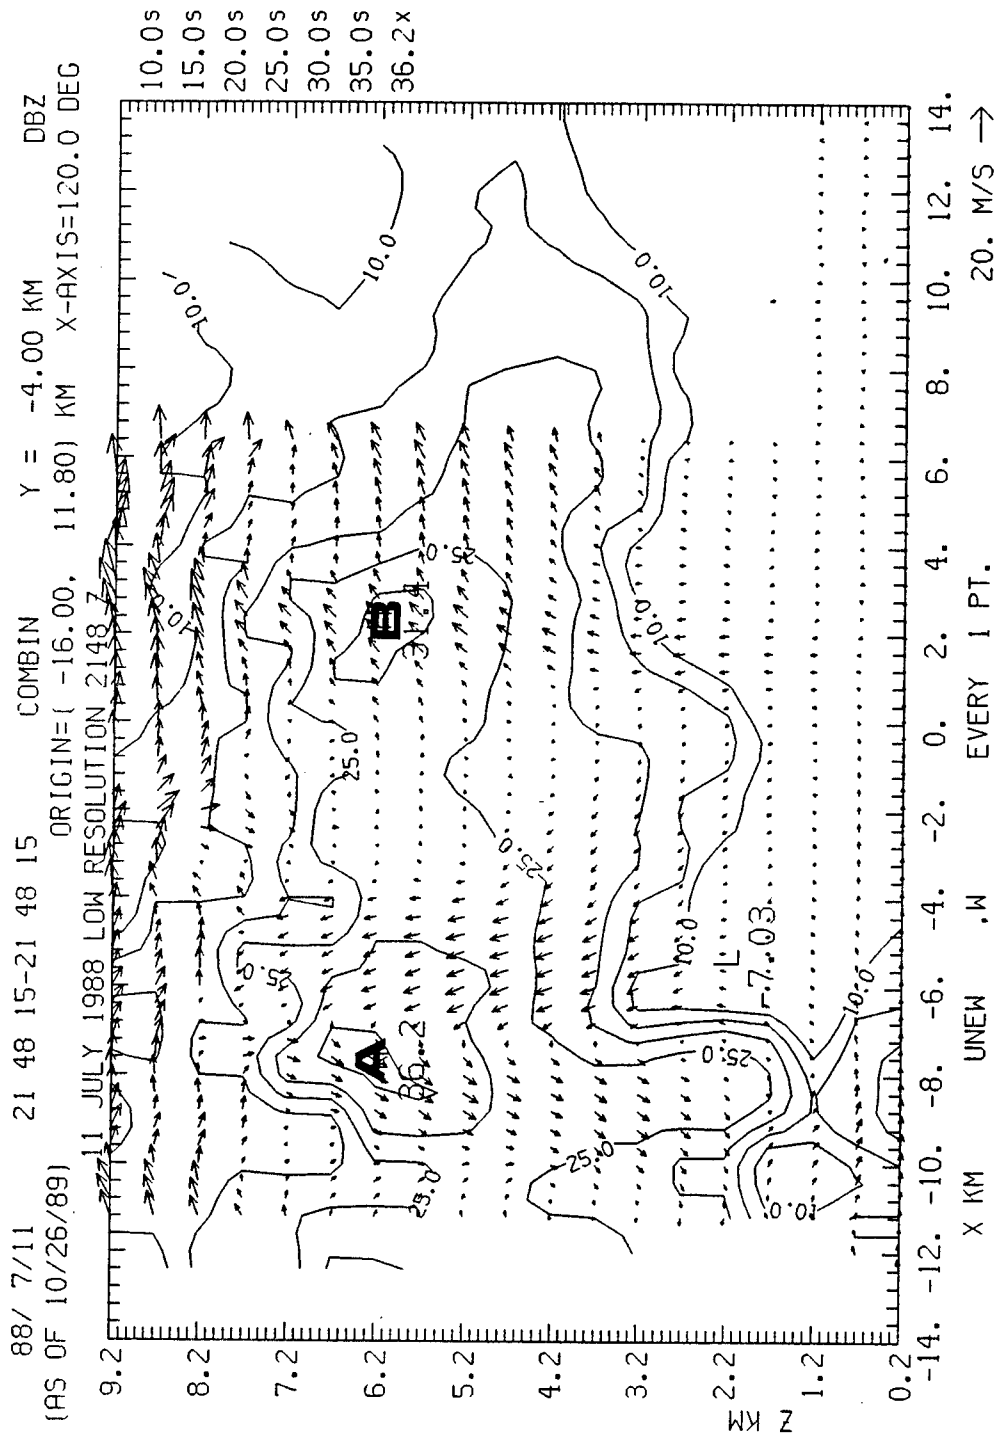 88/ 7/11 21 48 15-21 48 15 COMBIN Y = -4.00 KM DBZ
(AS OF 10/26/89) ORIGIN=( -16.00, 11.80) KM X-AXIS=120.0 DEG
11 JULY 1988 LOW RESOLUTION 2148 Z
10.0s
15.0s
20.0s
25.0s
30.0s
35.0s
36.2x
9.2
8.2
7.2
6.2
5.2
4.2
3.2
2.2
1.2
0.2
Z KM
10.0
10.0
10.0
25.0
25.0
A
36.2
B
31.4
25.0
25.0
25.0
25.0
25.0
10.0
10.0
10.0
10.0
10.0
L
-7.03
-14. -12. -10. -8. -6. -4. -2. 0. 2. 4. 6. 8. 10. 12. 14.
X KM UNEW ,W EVERY 1 PT. 20. M/S →